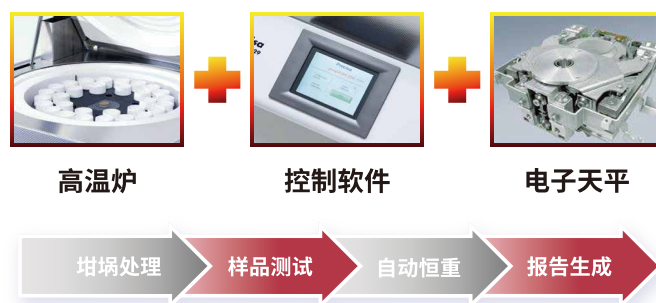 高温炉
控制软件
电子天平
坩埚处理
样品测试
自动恒重
报告生成